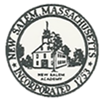 NEW SALEM, MASSACHUSETTS
NEW SALEM
ACADEMY
INCORPORATED 1753